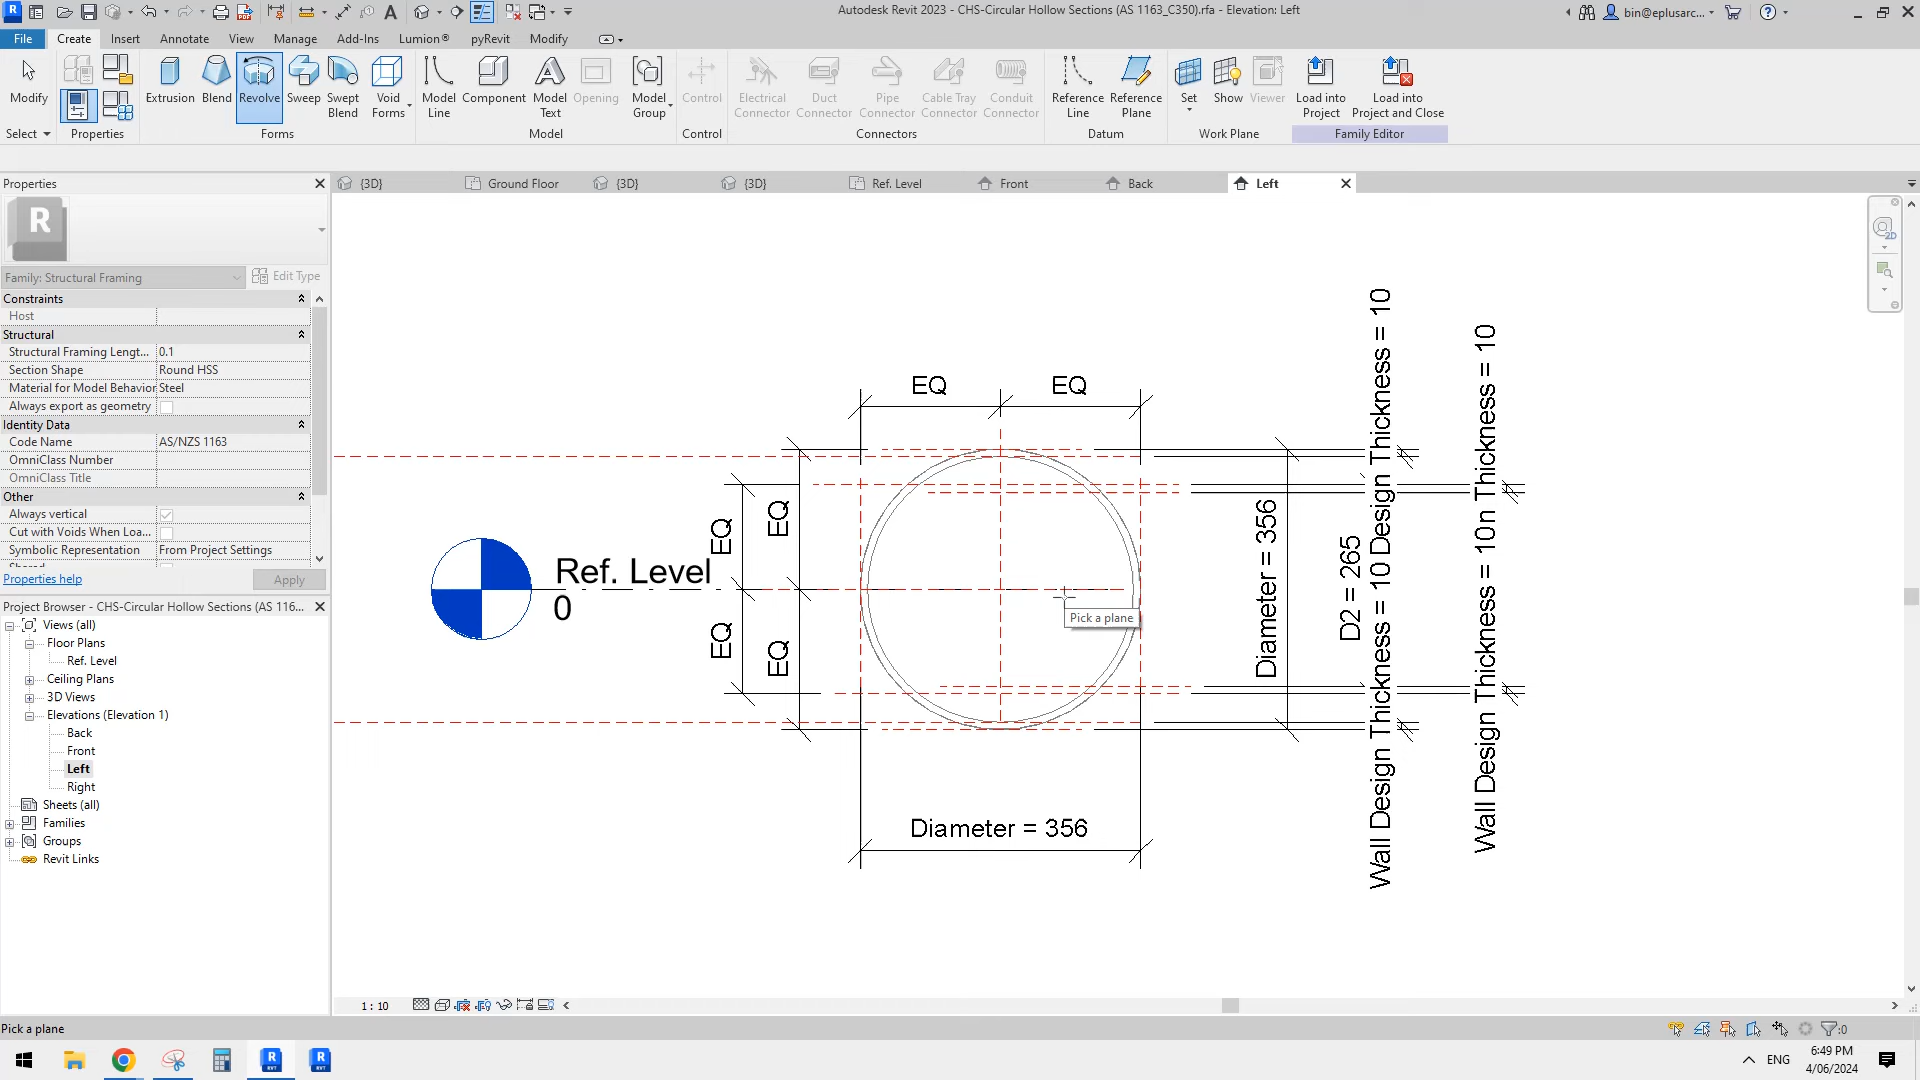 Autodesk Revit 2023 - CHS-Circular Hollow Sections (AS 1163_C350).rfa - Elevation: Left
bin@eplusarc...
File
Create
Insert
Annotate
View
Manage
Add-Ins
Lumion®
pyRevit
Modify
Modify
Extrusion
Blend
Revolve
Sweep
Swept
Blend
Void
Forms
Model
Line
Component
Model
Text
Opening
Model
Group
Control
Electrical
Connector
Duct
Connector
Pipe
Connector
Cable Tray
Connector
Conduit
Connector
Reference
Line
Reference
Plane
Set
Show
Viewer
Load into
Project
Load into
Project and Close
Select
Properties
Forms
Model
Control
Connectors
Datum
Work Plane
Family Editor
Properties
{3D}
Ground Floor
{3D}
{3D}
Ref. Level
Front
Back
Left
R
Family: Structural Framing
Edit Type
Constraints
Host
Structural
Structural Framing Lengt... 0.1
Section Shape Round HSS
Material for Model Behavior Steel
Always export as geometry
Identity Data
Code Name AS/NZS 1163
OmniClass Number
OmniClass Title
Other
Always vertical
Cut with Voids When Loa...
Symbolic Representation From Project Settings
Properties help
Apply
Project Browser - CHS-Circular Hollow Sections (AS 116...
Views (all)
Floor Plans
Ref. Level
Ceiling Plans
3D Views
Elevations (Elevation 1)
Back
Front
Left
Right
Sheets (all)
Families
Groups
Revit Links
EQ
EQ
EQ
EQ
EQ
EQ
Ref. Level
0
Pick a plane
Diameter = 356
Diameter = 356
D2 = 265
Wall Design Thickness = 10 Design Thickness = 10
Wall Design Thickness = 10n Thickness = 10
1 : 10
Pick a plane
:0
ENG
6:49 PM
4/06/2024